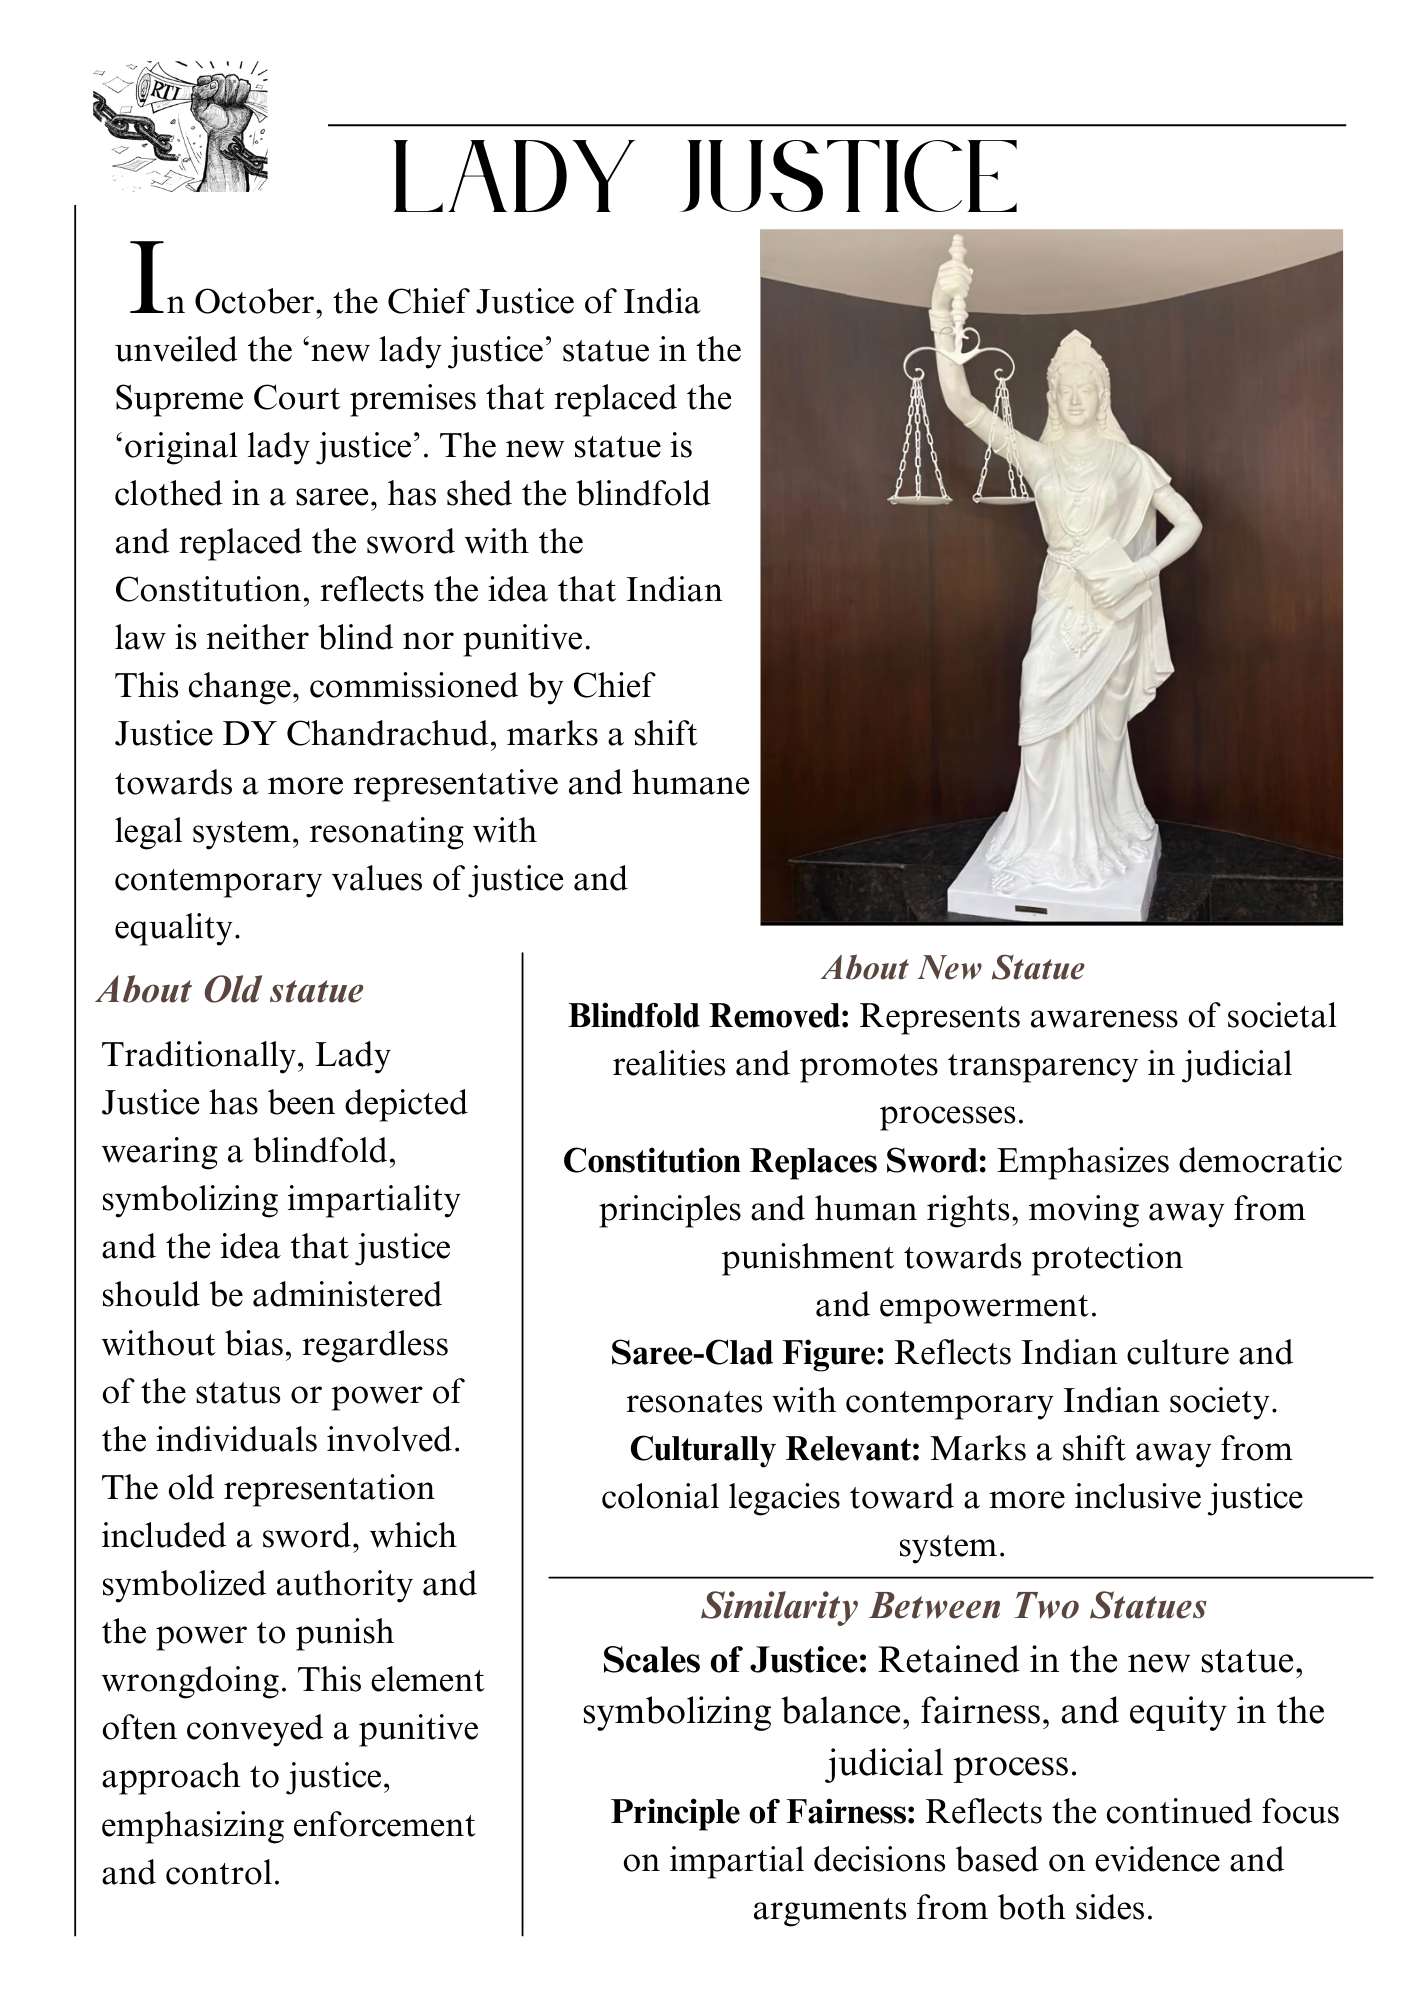 RTI
LADY JUSTICE
In October, the Chief Justice of India
unveiled the ‘new lady justice’ statue in the
Supreme Court premises that replaced the
‘original lady justice’. The new statue is
clothed in a saree, has shed the blindfold
and replaced the sword with the
Constitution, reflects the idea that Indian
law is neither blind nor punitive.
This change, commissioned by Chief
Justice DY Chandrachud, marks a shift
towards a more representative and humane
legal system, resonating with
contemporary values of justice and
equality.
About Old statue
Traditionally, Lady
Justice has been depicted
wearing a blindfold,
symbolizing impartiality
and the idea that justice
should be administered
without bias, regardless
of the status or power of
the individuals involved.
The old representation
included a sword, which
symbolized authority and
the power to punish
wrongdoing. This element
often conveyed a punitive
approach to justice,
emphasizing enforcement
and control.
About New Statue
Blindfold Removed: Represents awareness of societal
realities and promotes transparency in judicial
processes.
Constitution Replaces Sword: Emphasizes democratic
principles and human rights, moving away from
punishment towards protection
and empowerment.
Saree-Clad Figure: Reflects Indian culture and
resonates with contemporary Indian society.
Culturally Relevant: Marks a shift away from
colonial legacies toward a more inclusive justice
system.
Similarity Between Two Statues
Scales of Justice: Retained in the new statue,
symbolizing balance, fairness, and equity in the
judicial process.
Principle of Fairness: Reflects the continued focus
on impartial decisions based on evidence and
arguments from both sides.